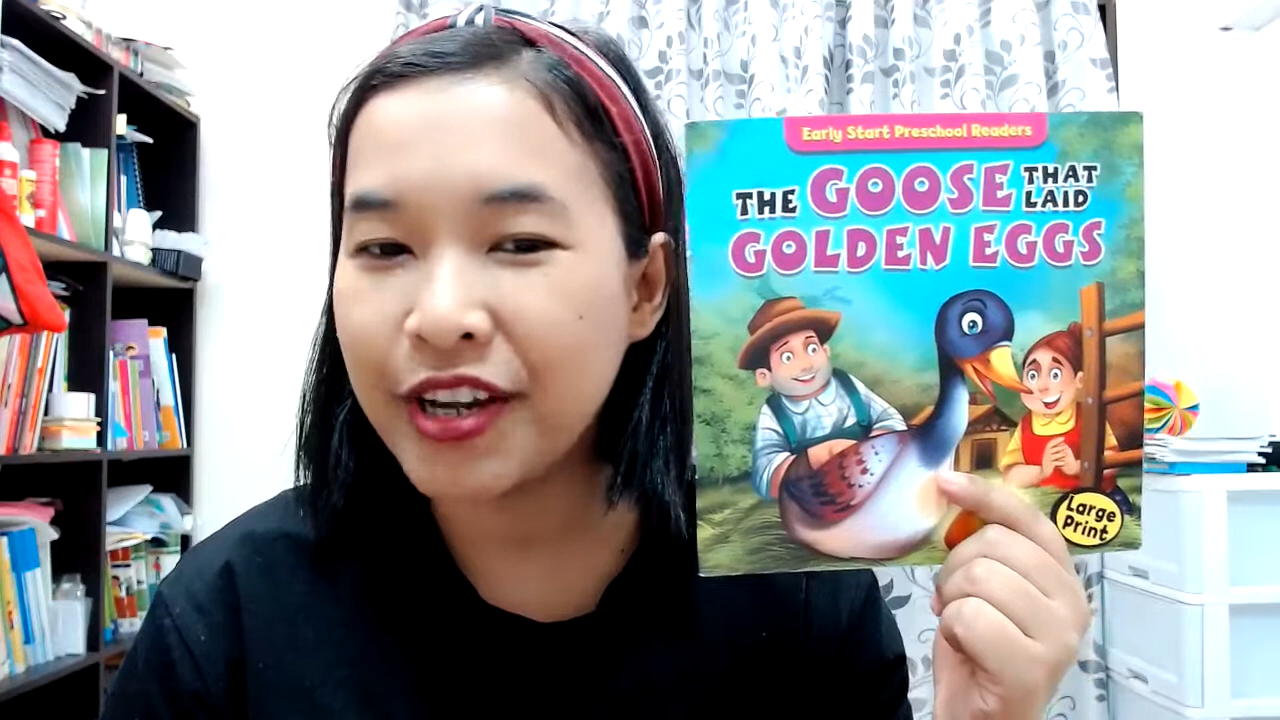 Early Start Preschool Readers
THE GOOSE THAT LAID
GOLDEN EGGS
Large
Print